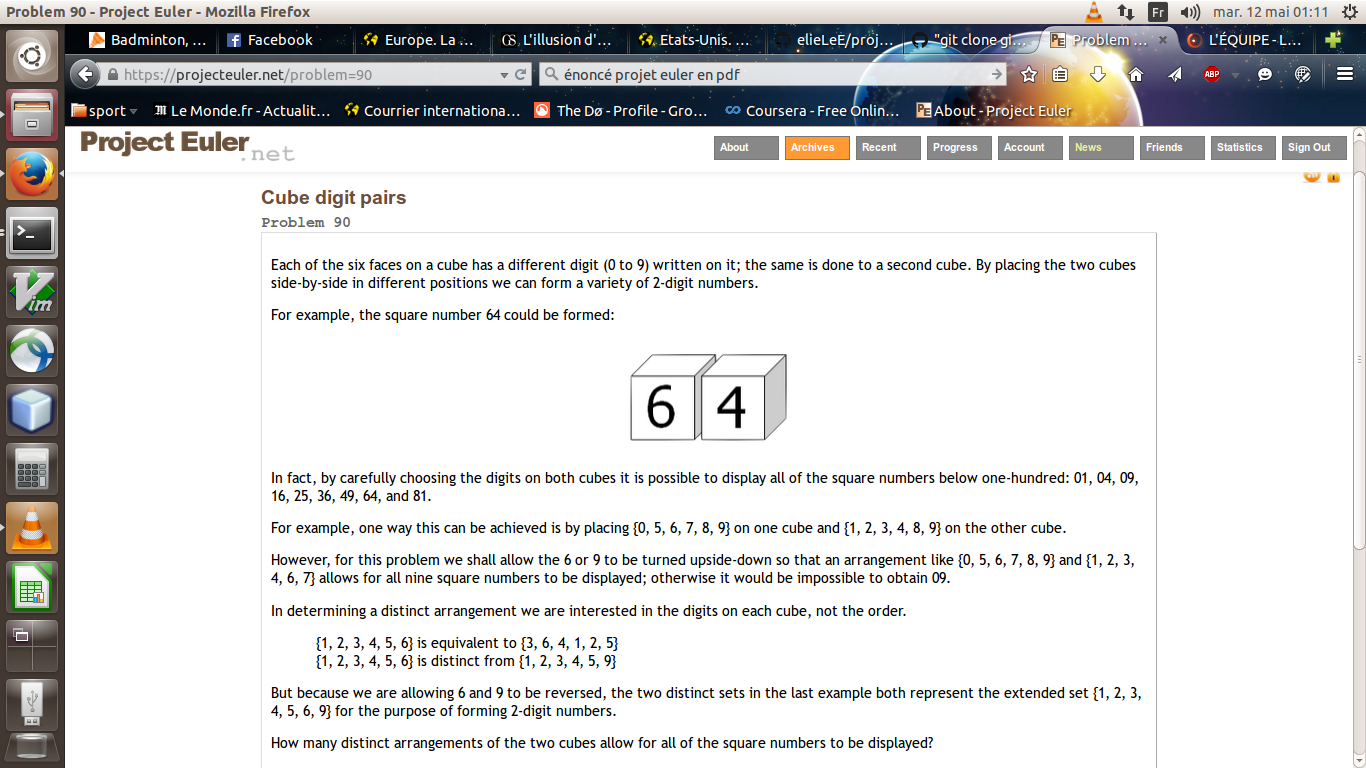 Problem 90 - Project Euler - Mozilla Firefox
Fr
mar. 12 mai 01:11
Badminton, ...
Facebook
Europe. La ...
L'illusion d'...
Etats-Unis. ...
elieLeE/proj...
"git clone gi...
Problem ...
L'ÉQUIPE - L...
https://projecteuler.net/problem=90
énoncé projet euler en pdf
ABP
sport
Le Monde.fr - Actualit...
Courrier internationa...
The Dø - Profile - Gro...
Coursera - Free Onlin...
About - Project Euler
Project Euler
.net
About
Archives
Recent
Progress
Account
News
Friends
Statistics
Sign Out
Cube digit pairs
Problem 90
Each of the six faces on a cube has a different digit (0 to 9) written on it; the same is done to a second cube. By placing the two cubes
side-by-side in different positions we can form a variety of 2-digit numbers.
For example, the square number 64 could be formed:
6 4
In fact, by carefully choosing the digits on both cubes it is possible to display all of the square numbers below one-hundred: 01, 04, 09,
16, 25, 36, 49, 64, and 81.
For example, one way this can be achieved is by placing {0, 5, 6, 7, 8, 9} on one cube and {1, 2, 3, 4, 8, 9} on the other cube.
However, for this problem we shall allow the 6 or 9 to be turned upside-down so that an arrangement like {0, 5, 6, 7, 8, 9} and {1, 2, 3,
4, 6, 7} allows for all nine square numbers to be displayed; otherwise it would be impossible to obtain 09.
In determining a distinct arrangement we are interested in the digits on each cube, not the order.
{1, 2, 3, 4, 5, 6} is equivalent to {3, 6, 4, 1, 2, 5}
{1, 2, 3, 4, 5, 6} is distinct from {1, 2, 3, 4, 5, 9}
But because we are allowing 6 and 9 to be reversed, the two distinct sets in the last example both represent the extended set {1, 2, 3,
4, 5, 6, 9} for the purpose of forming 2-digit numbers.
How many distinct arrangements of the two cubes allow for all of the square numbers to be displayed?